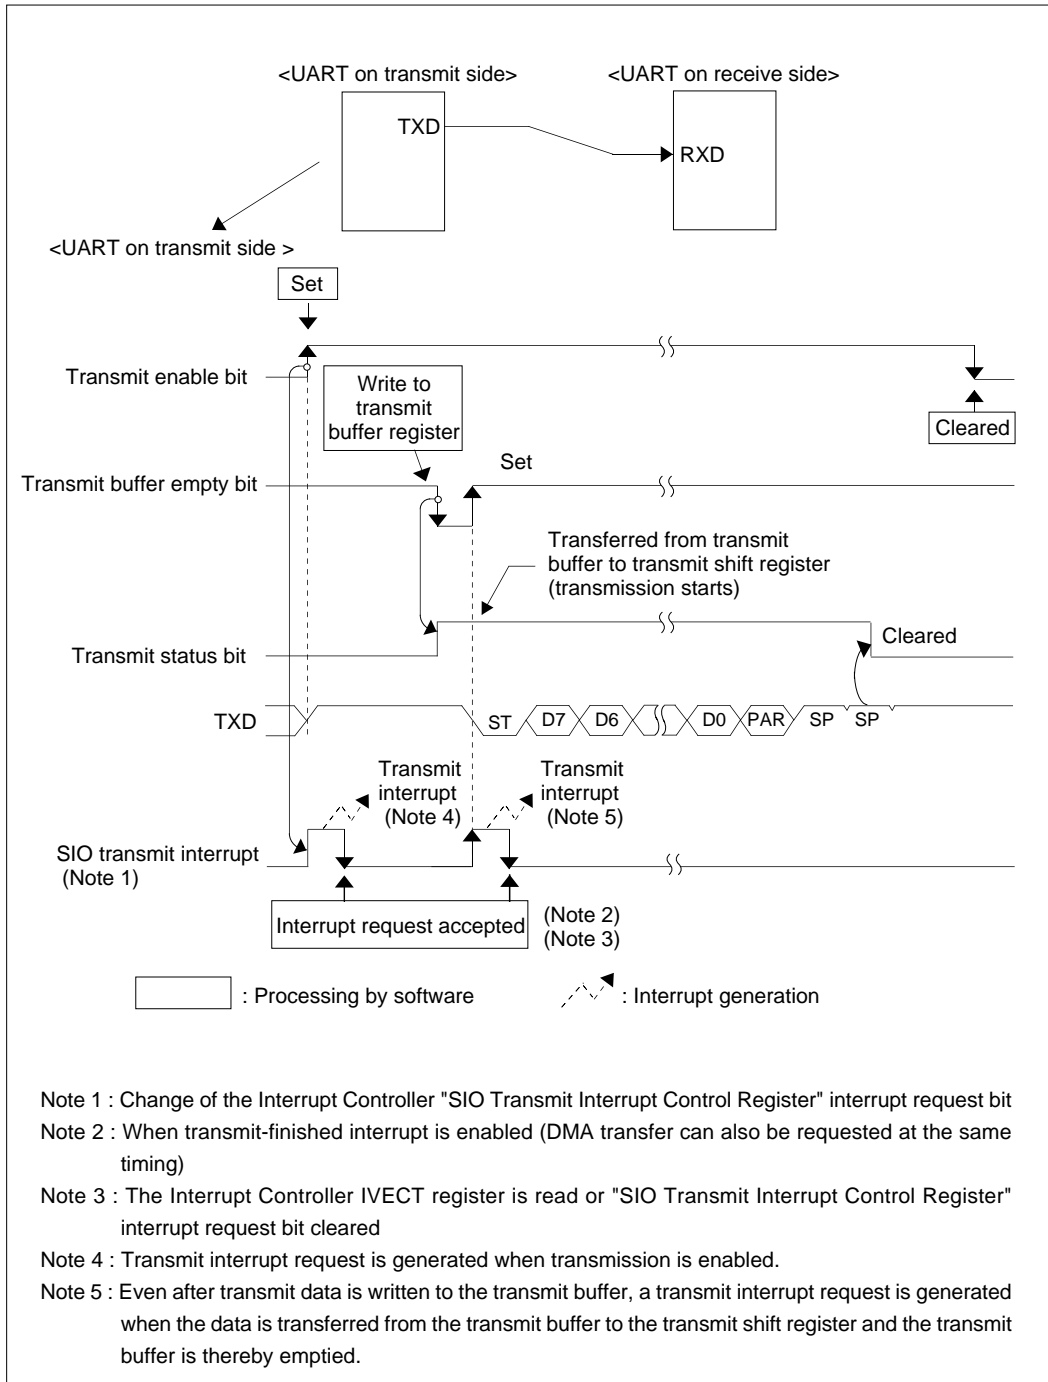 <UART on transmit side>
<UART on receive side>
TXD
RXD
<UART on transmit side >
Set
Transmit enable bit
Write to
transmit
buffer register
Cleared
Set
Transmit buffer empty bit
Transferred from transmit
buffer to transmit shift register
(transmission starts)
Cleared
Transmit status bit
TXD
ST
D7
D6
D0
PAR
SP
SP
Transmit
interrupt
(Note 4)
Transmit
interrupt
(Note 5)
SIO transmit interrupt
(Note 1)
Interrupt request accepted
(Note 2)
(Note 3)
: Processing by software
: Interrupt generation
Note 1 : Change of the Interrupt Controller "SIO Transmit Interrupt Control Register" interrupt request bit
Note 2 : When transmit-finished interrupt is enabled (DMA transfer can also be requested at the same
timing)
Note 3 : The Interrupt Controller IVECT register is read or "SIO Transmit Interrupt Control Register"
interrupt request bit cleared
Note 4 : Transmit interrupt request is generated when transmission is enabled.
Note 5 : Even after transmit data is written to the transmit buffer, a transmit interrupt request is generated
when the data is transferred from the transmit buffer to the transmit shift register and the transmit
buffer is thereby emptied.